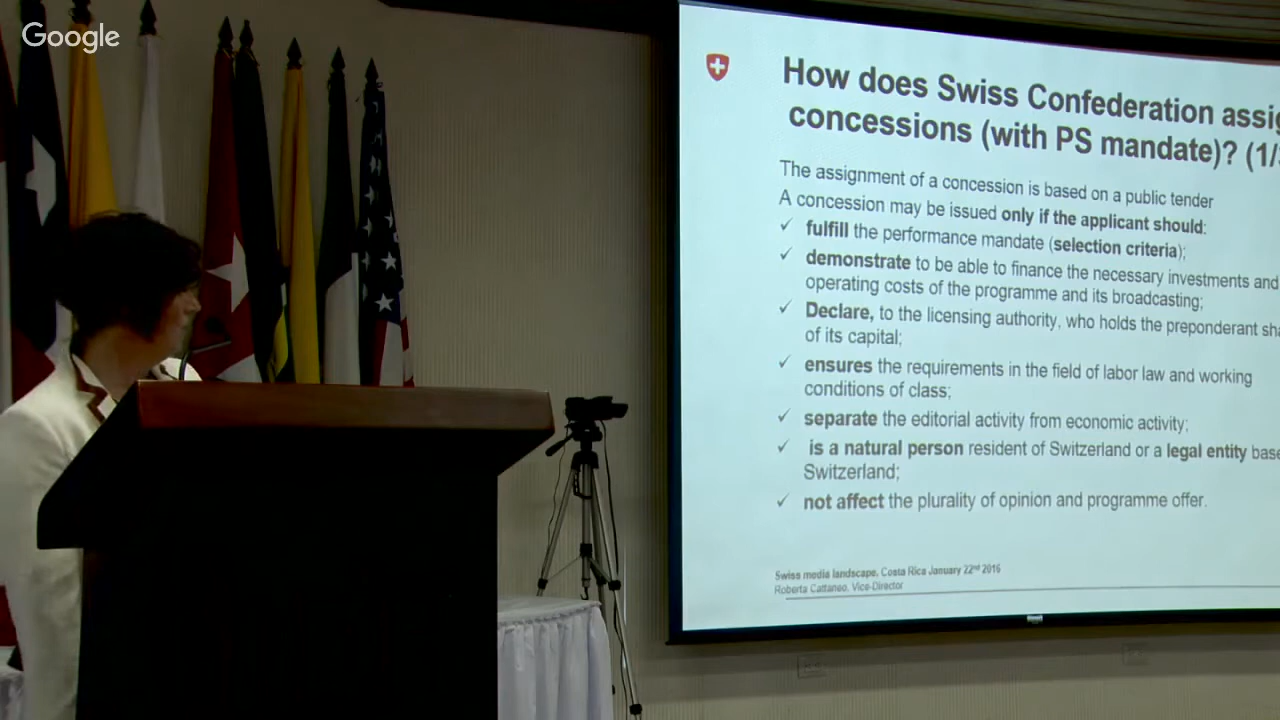 Google
How does Swiss Confederation assig
concessions (with PS mandate)? (1/3
The assignment of a concession is based on a public tender
A concession may be issued only if the applicant should:
✓ fulfill the performance mandate (selection criteria);
✓ demonstrate to be able to finance the necessary investments and
operating costs of the programme and its broadcasting;
✓ Declare, to the licensing authority, who holds the preponderant sha
of its capital;
✓ ensures the requirements in the field of labor law and working
conditions of class;
✓ separate the editorial activity from economic activity;
✓ is a natural person resident of Switzerland or a legal entity base
Switzerland;
✓ not affect the plurality of opinion and programme offer.
Swiss media landscape, Costa Rica January 22nd 2016
Roberta Cattaneo, Vice-Director